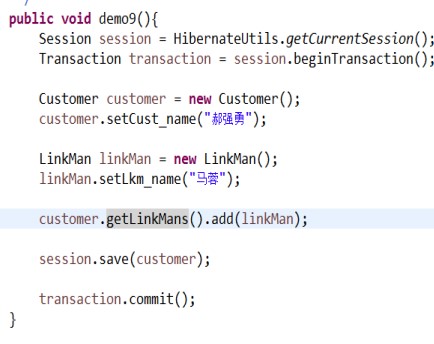 /
public void demo9(){
Session session = HibernateUtils.getCurrentSession();
Transaction transaction = session.beginTransaction();
Customer customer = new Customer();
customer.setCust_name("郝强勇");
LinkMan linkMan = new LinkMan();
linkMan.setLkm_name("马蓉");
customer.getLinkMans().add(linkMan);
session.save(customer);
transaction.commit();
}